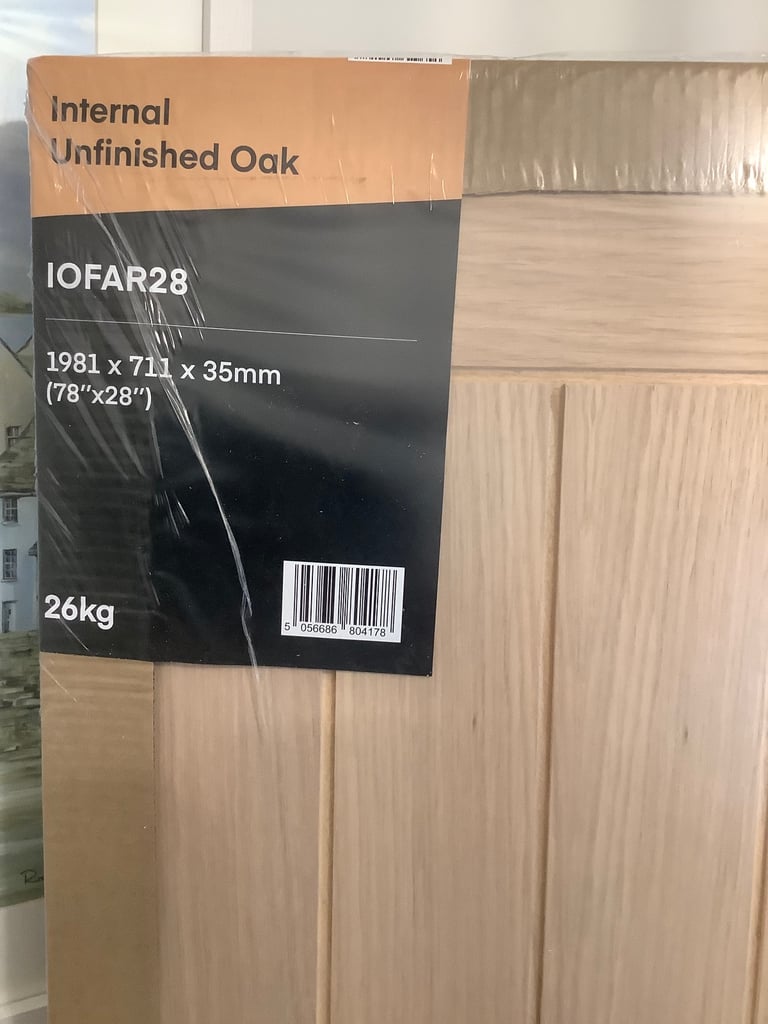 Internal
Unfinished Oak
IOFAR28
1981 x 711 x 35mm
(78"x28")
26kg
5 056686 804178